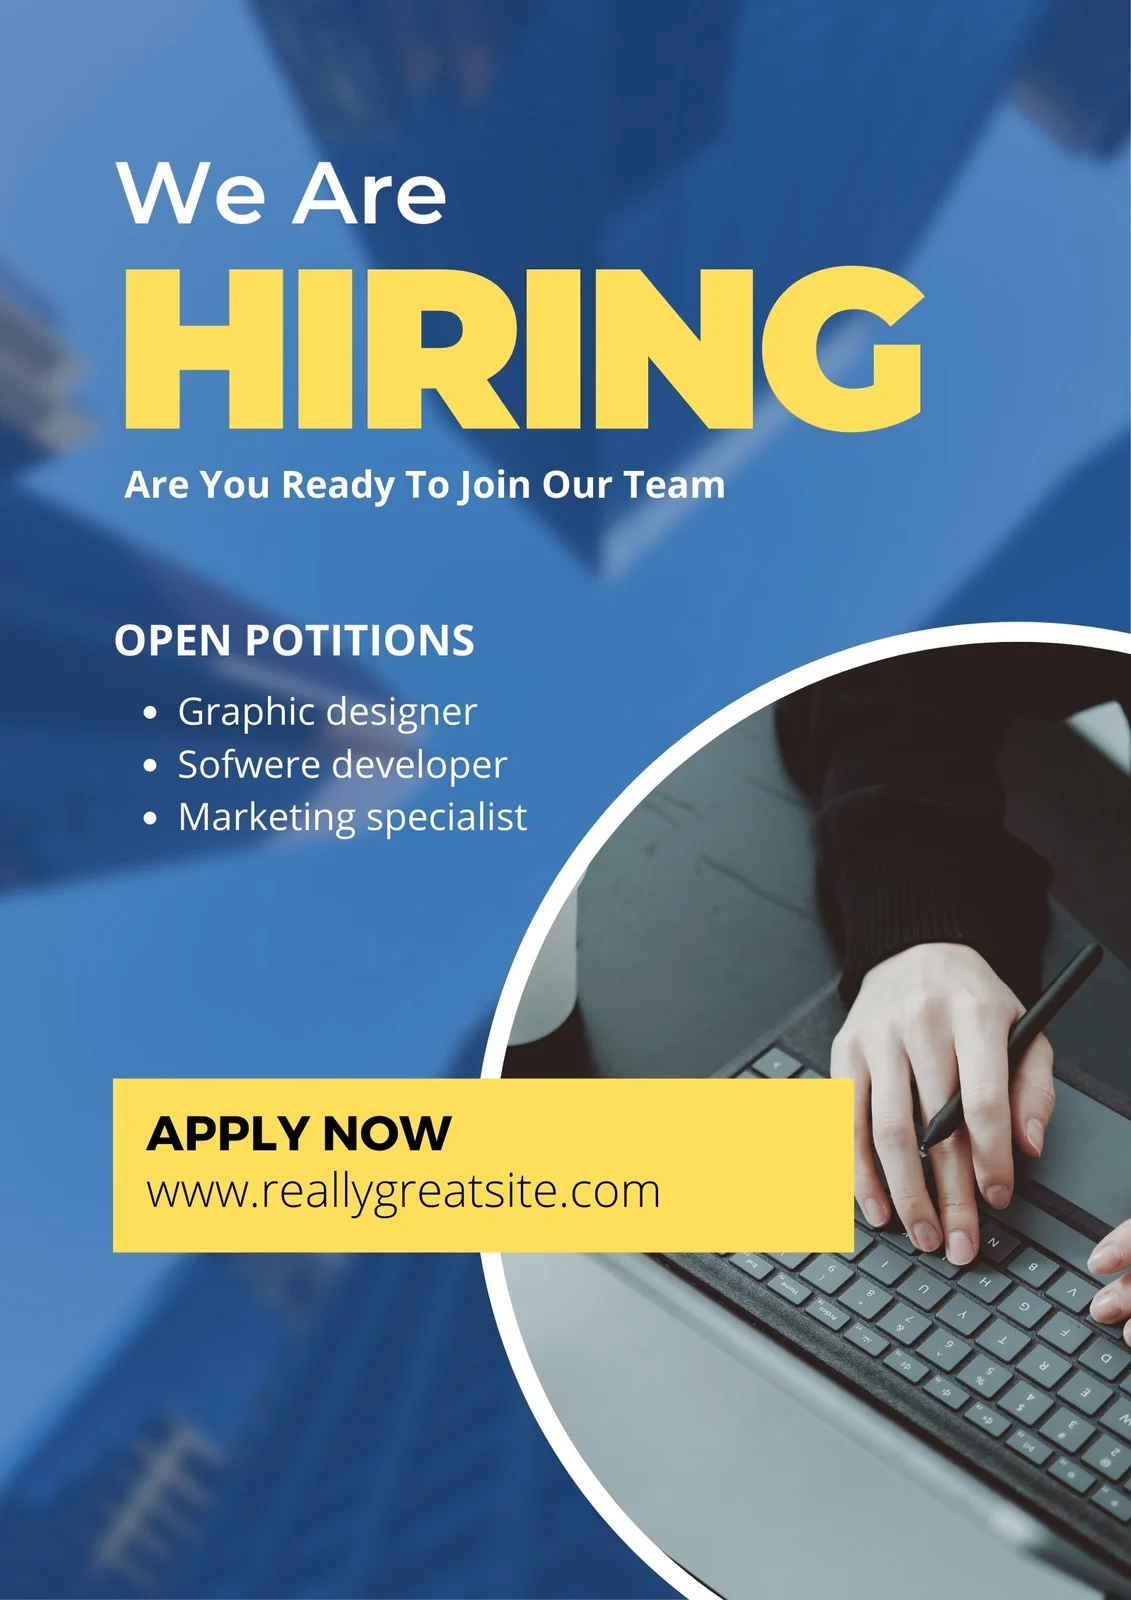 We Are
HIRING
Are You Ready To Join Our Team
OPEN POTITIONS
• Graphic designer
• Sofwere developer
• Marketing specialist
APPLY NOW
www.reallygreatsite.com